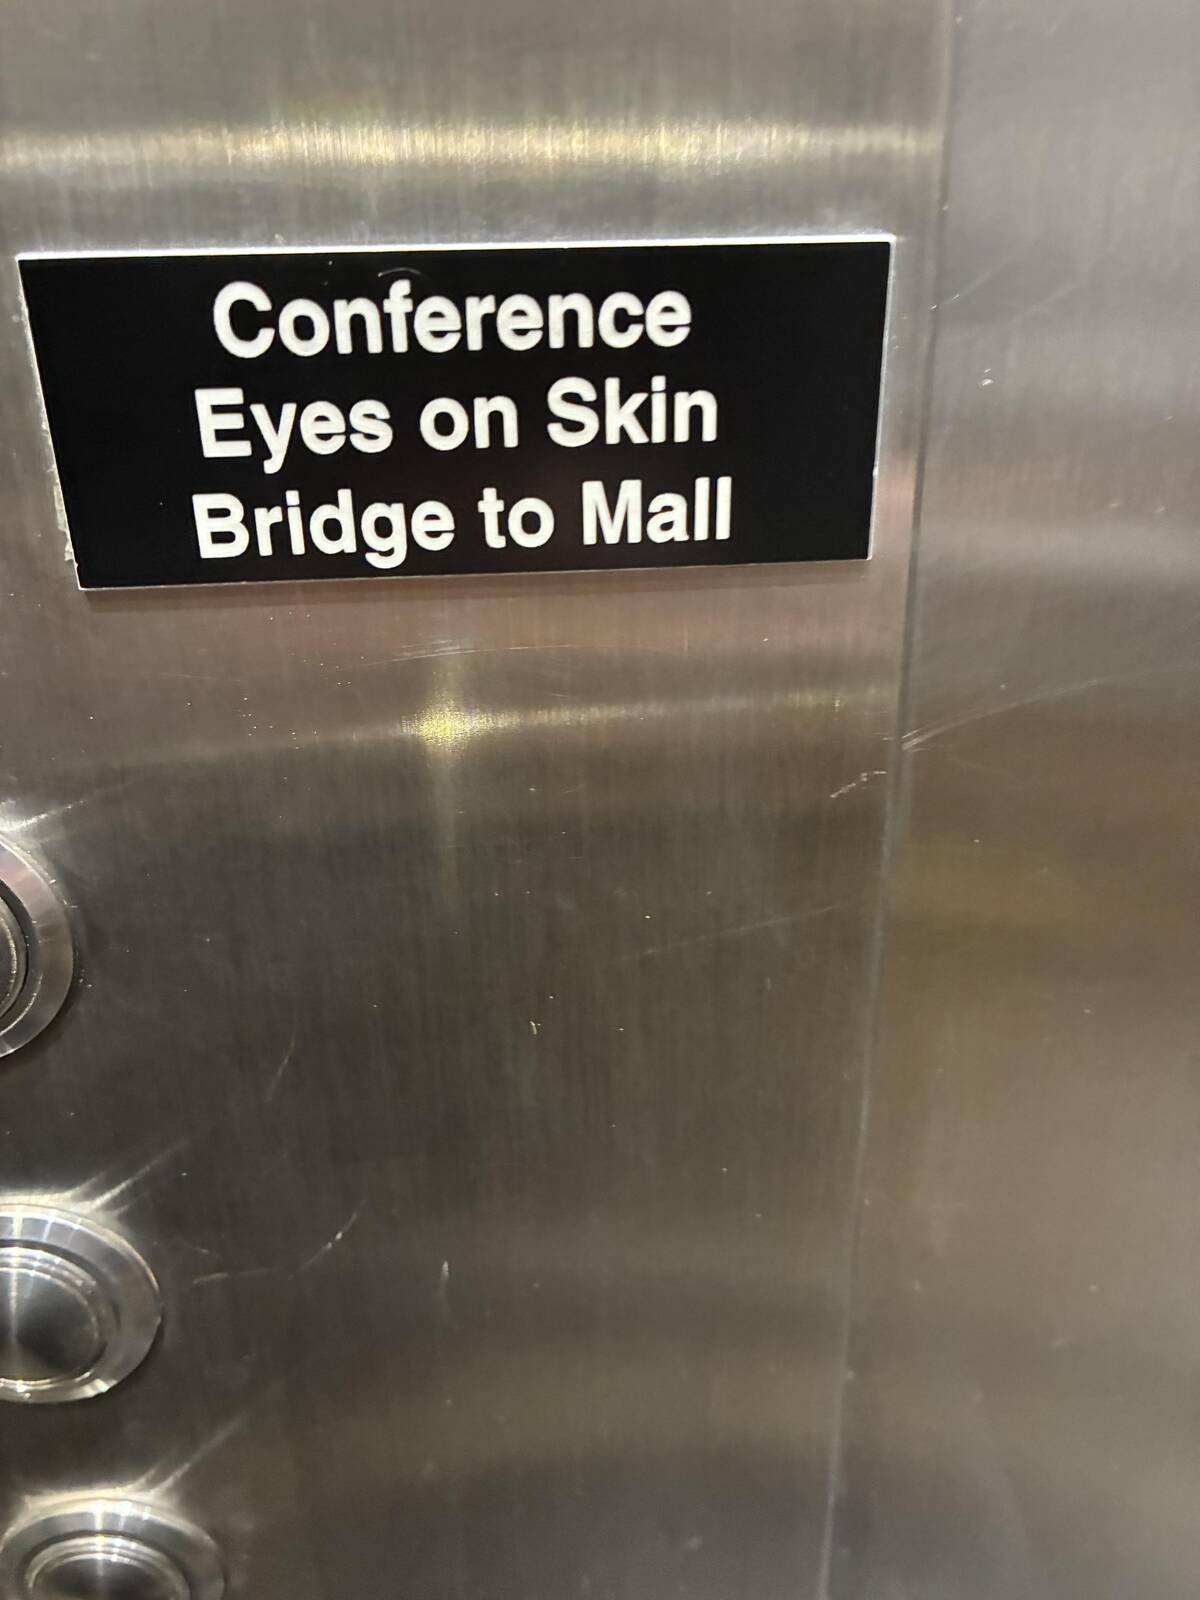 Conference
Eyes on Skin
Bridge to Mall